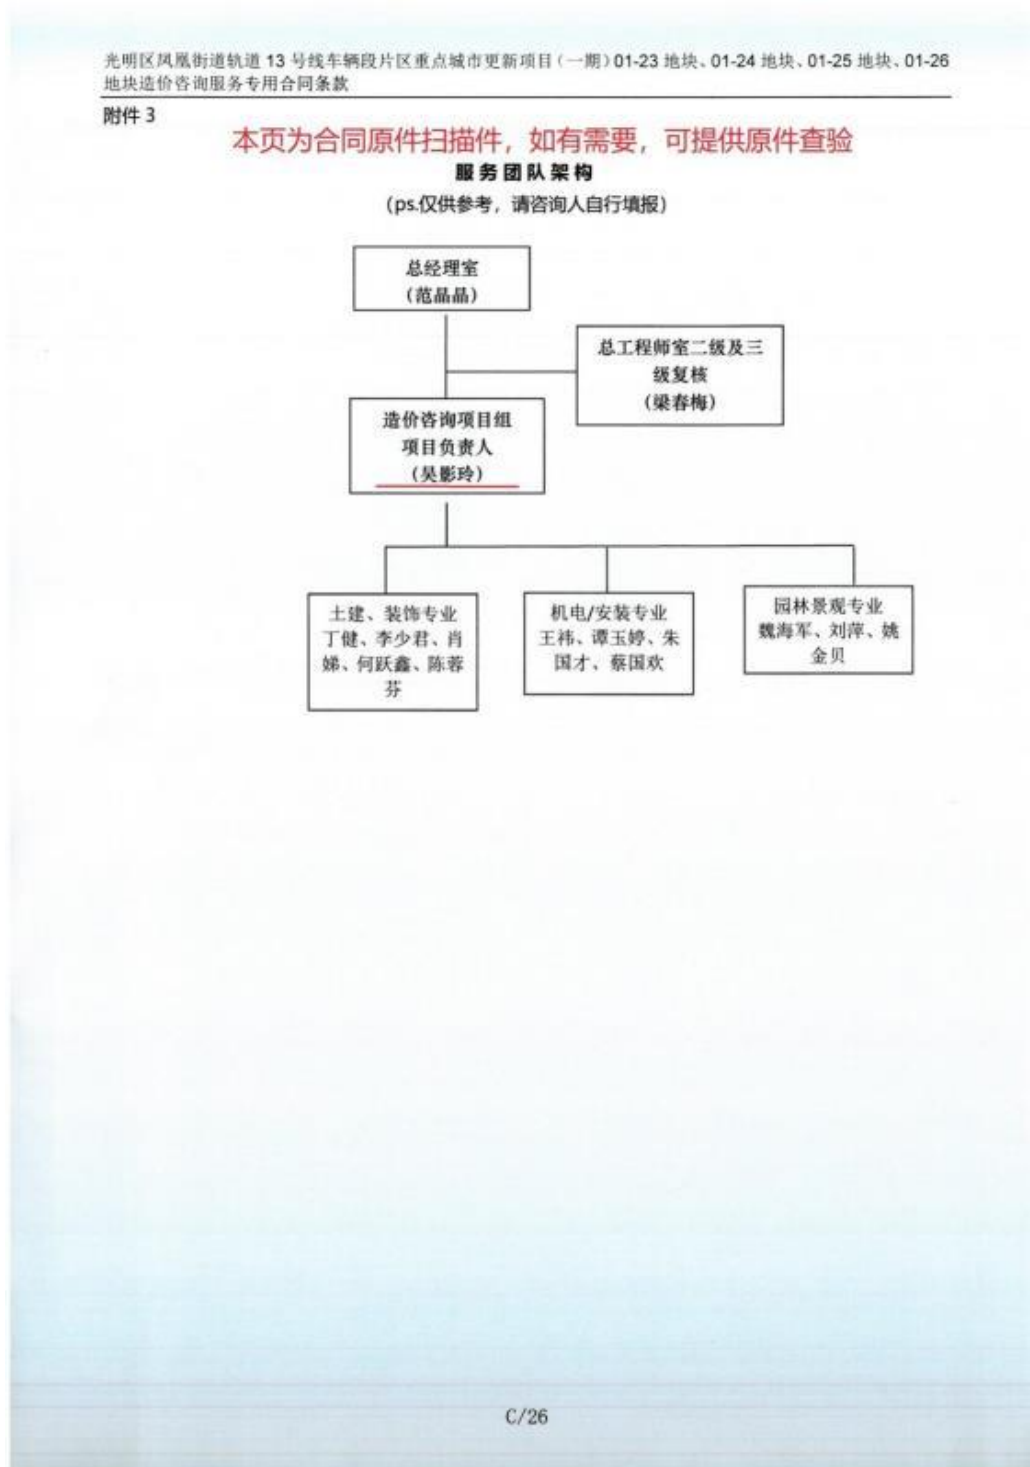 光明区凤凰街道轨道 13 号线车辆段片区重点城市更新项目(一期)01-23 地块、01-24 地块、01-25 地块、01-26
地块造价咨询服务专用合同条款
附件 3
本页为合同原件扫描件，如有需要，可提供原件查验
服务团队架构
（ps.仅供参考，请咨询人自行填报）
总经理室
（范晶晶）
总工程师室二级及三
级复核
（梁春梅）
造价咨询项目组
项目负责人
（吴影玲）
土建、装饰专业
丁健、李少君、肖
娣、何跃鑫、陈蓉
芬
机电/安装专业
王祎、谭玉婷、朱
国才、蔡国欢
园林景观专业
魏海军、刘萍、姚
金贝
C/26